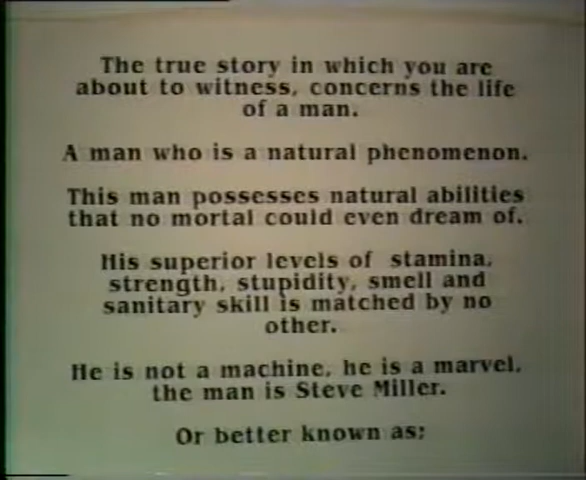 The true story in which you are
about to witness, concerns the life
of a man.
A man who is a natural phenomenon.
This man possesses natural abilities
that no mortal could even dream of.
His superior levels of stamina,
strength, stupidity, smell and
sanitary skill is matched by no
other.
He is not a machine, he is a marvel,
the man is Steve Miller.
Or better known as: